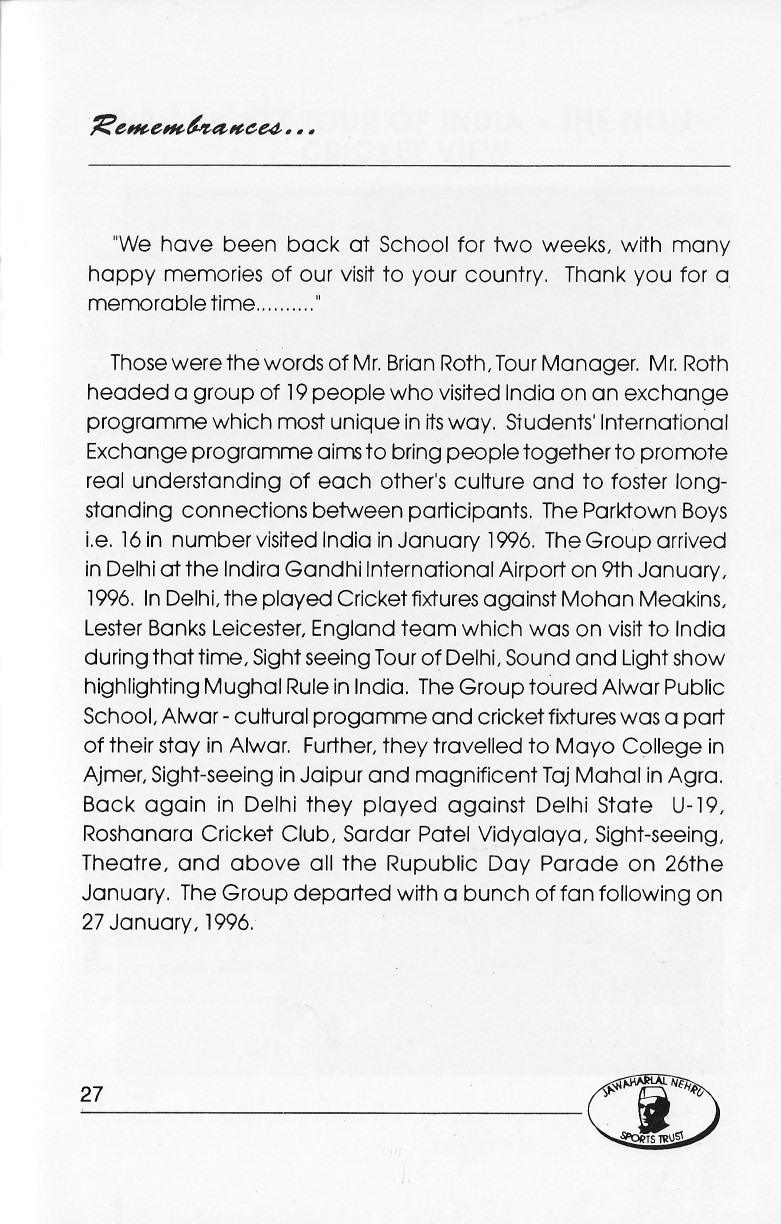 Remembrances...
"We have been back at School for two weeks, with many
happy memories of our visit to your country. Thank you for a
memorable time.........."
Those were the words of Mr. Brian Roth, Tour Manager. Mr. Roth
headed a group of 19 people who visited India on an exchange
programme which most unique in its way. Students' International
Exchange programme aims to bring people together to promote
real understanding of each other's culture and to foster long-
standing connections between participants. The Parktown Boys
i.e. 16 in number visited India in January 1996. The Group arrived
in Delhi at the Indira Gandhi International Airport on 9th January,
1996. In Delhi, the played Cricket fixtures against Mohan Meakins,
Lester Banks Leicester, England team which was on visit to India
during that time, Sight seeing Tour of Delhi, Sound and Light show
highlighting Mughal Rule in India. The Group toured Alwar Public
School, Alwar - cultural progamme and cricket fixtures was a part
of their stay in Alwar. Further, they travelled to Mayo College in
Ajmer, Sight-seeing in Jaipur and magnificent Taj Mahal in Agra.
Back again in Delhi they played against Delhi State U-19,
Roshanara Cricket Club, Sardar Patel Vidyalaya, Sight-seeing,
Theatre, and above all the Rupublic Day Parade on 26the
January. The Group departed with a bunch of fan following on
27 January, 1996.
27
JAWAHARLAL NEHRU
SPORTS TRUST